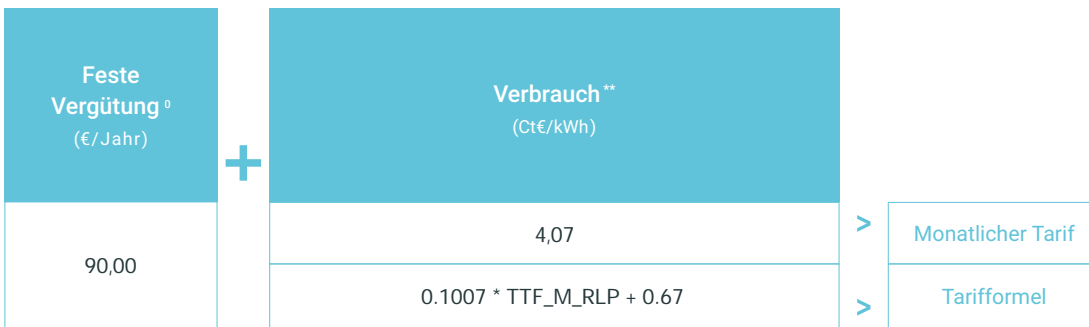 Feste
Vergütung ⁰
(€/Jahr)
+
Verbrauch **
(Ct€/kWh)
90,00
4,07
> Monatlicher Tarif
0.1007 * TTF_M_RLP + 0.67
> Tarifformel